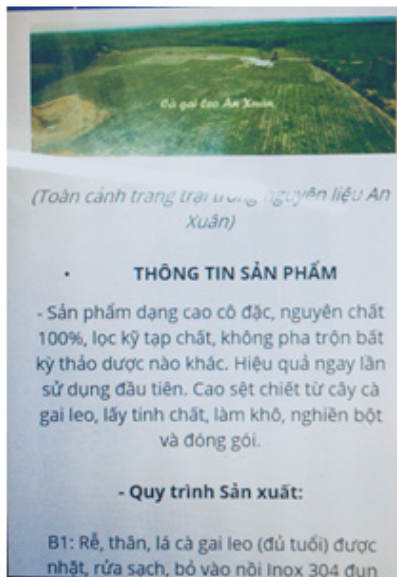 Cà gai leo An Xuân
(Toàn cảnh trang trại trồng nguyên liệu An
Xuân)
• THÔNG TIN SẢN PHẨM
- Sản phẩm dạng cao cô đặc, nguyên chất
100%, lọc kỹ tạp chất, không pha trộn bất
kỳ thảo dược nào khác. Hiệu quả ngay lần
sử dụng đầu tiên. Cao sệt chiết từ cây cà
gai leo, lấy tinh chất, làm khô, nghiền bột
và đóng gói.
- Quy trình Sản xuất:
B1: Rễ, thân, lá cà gai leo (đủ tuổi) được
nhặt, rửa sạch, bỏ vào nồi Inox 304 đun